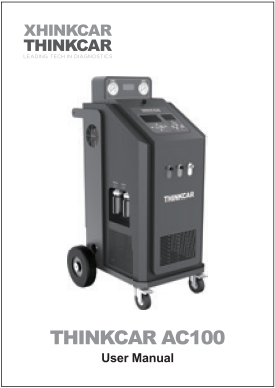 XHINKCAR
THINKCAR
LEADING TECH IN DIAGNOSTICS
THINKCAR
THINKCAR AC100
User Manual